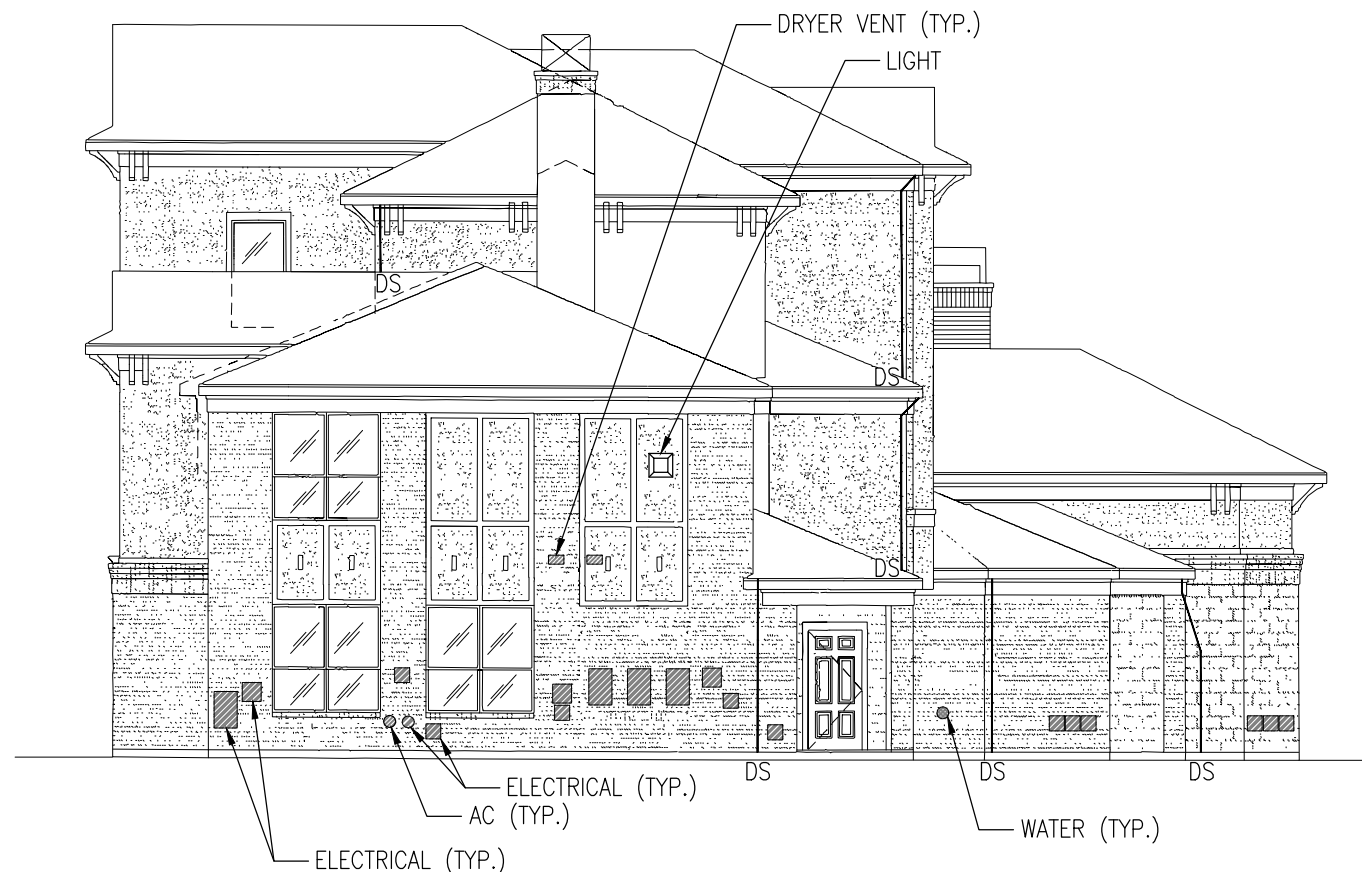 DRYER VENT (TYP.)
LIGHT
DS
DS
DS
DS
DS
DS
ELECTRICAL (TYP.)
AC (TYP.)
WATER (TYP.)
ELECTRICAL (TYP.)